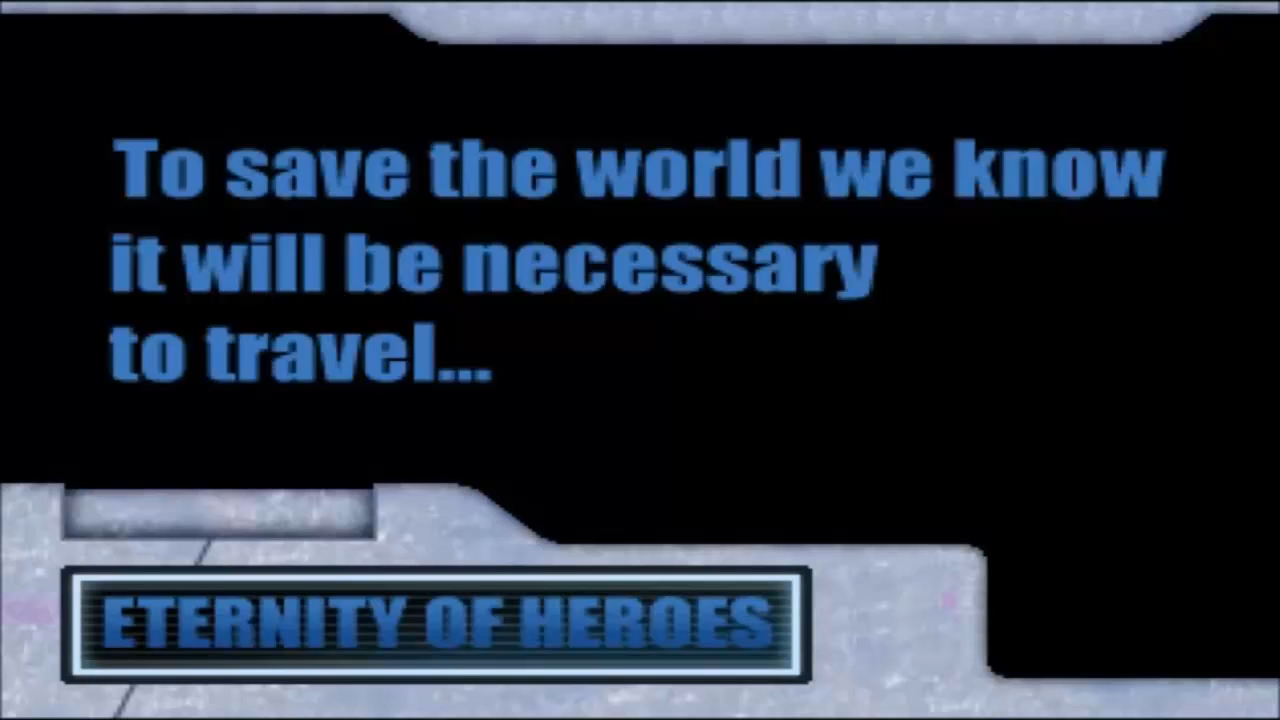 To save the world we know
it will be necessary
to travel...
ETERNITY OF HEROES